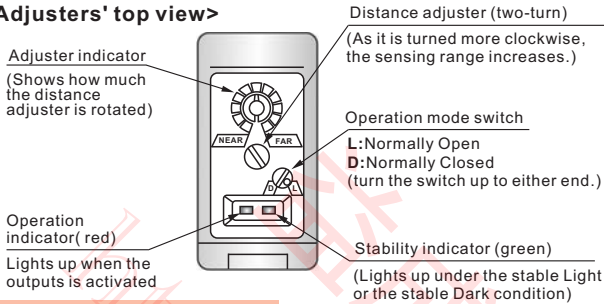 Adjusters' top view>
Distance adjuster (two-turn)
(As it is turned more clockwise,
the sensing range increases.)
Adjuster indicator
(Shows how much
the distance
adjuster is rotated)
NEAR
FAR
Operation mode switch
L:Normally Open
D:Normally Closed
(turn the switch up to either end.)
D
L
Operation
indicator( red)
Lights up when the
outputs is activated
Stability indicator (green)
(Lights up under the stable Light
or the stable Dark condition)